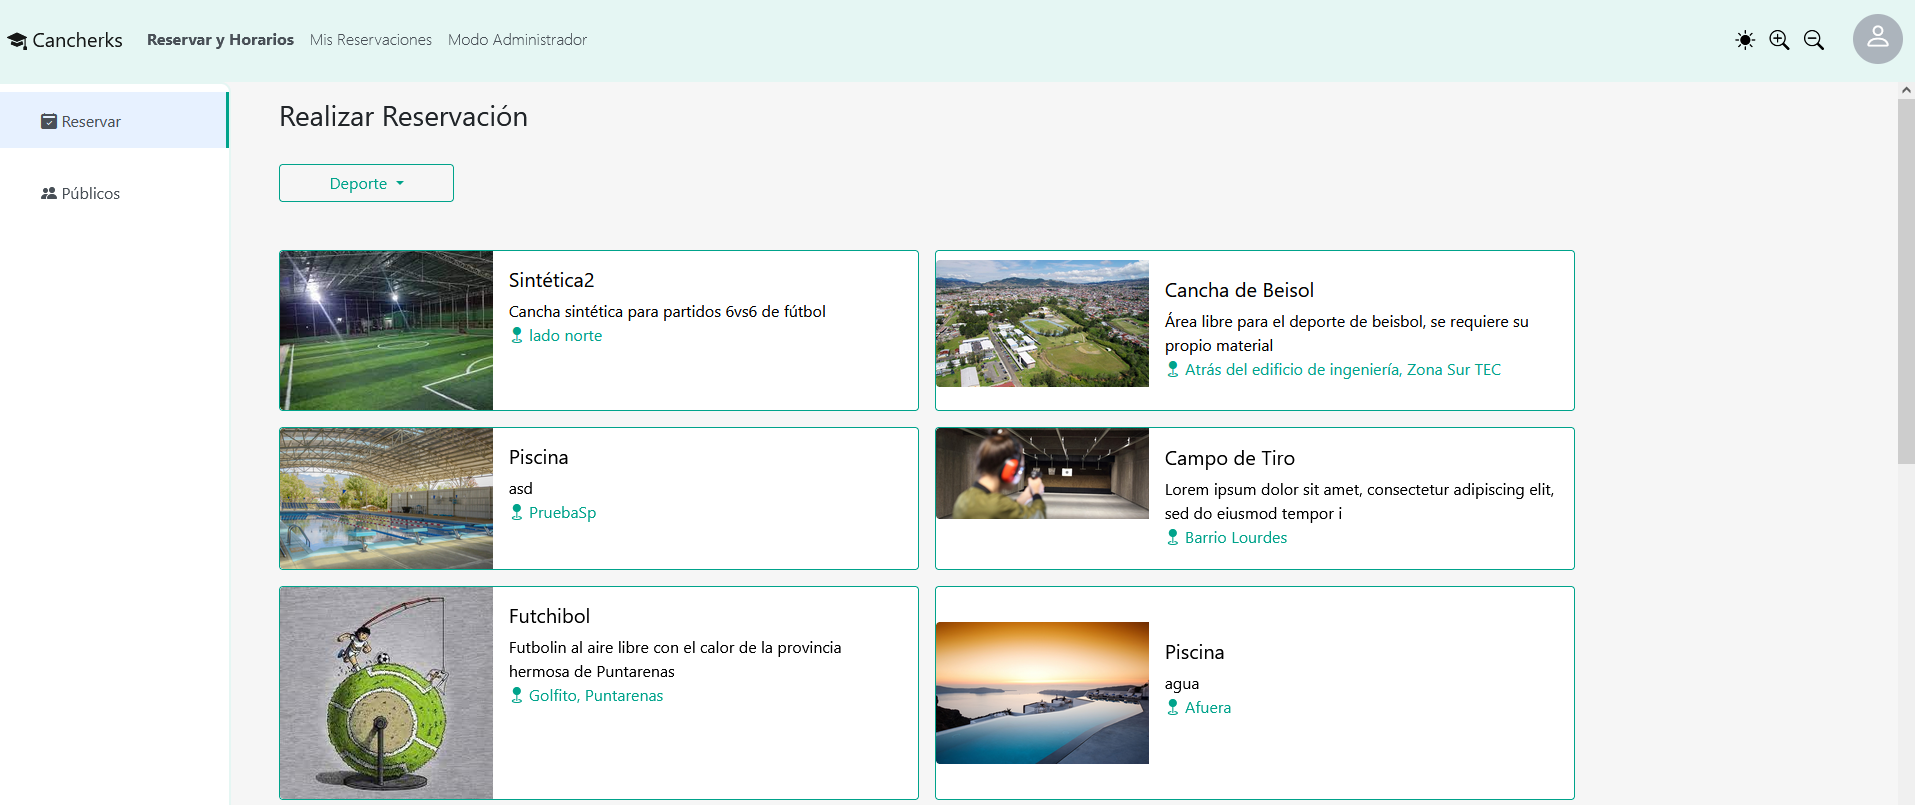 Cancherks
Reservar y Horarios
Mis Reservaciones
Modo Administrador
Reservar
Públicos
Realizar Reservación
Deporte
Sintética2
Cancha sintética para partidos 6vs6 de fútbol
lado norte
Cancha de Beisol
Área libre para el deporte de beisbol, se requiere su
propio material
Atrás del edificio de ingeniería, Zona Sur TEC
Piscina
asd
PruebaSp
Campo de Tiro
Lorem ipsum dolor sit amet, consectetur adipiscing elit,
sed do eiusmod tempor i
Barrio Lourdes
Futchibol
Futbolin al aire libre con el calor de la provincia
hermosa de Puntarenas
Golfito, Puntarenas
Piscina
agua
Afuera